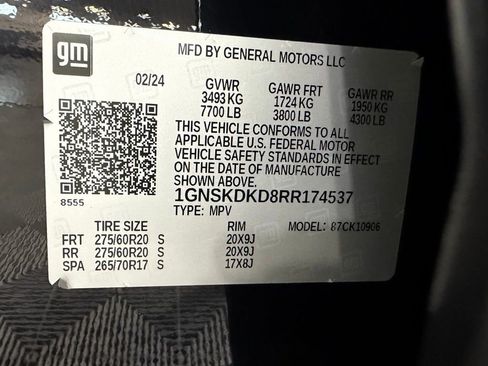 gm
MFD BY GENERAL MOTORS LLC
02/24 GVWR GAWR FRT GAWR RR
3493 KG 1724 KG 1950 KG
7700 LB 3800 LB 4300 LB
THIS VEHICLE CONFORMS TO ALL
APPLICABLE U.S. FEDERAL MOTOR
VEHICLE SAFETY STANDARDS IN EFFECT
ON THE DATE OF MANUFACTURE
SHOWN ABOVE.
8555 1GNSKDKD8RR174537
TYPE: MPV MODEL: 87CK10906
TIRE SIZE RIM
FRT 275/60R20 S 20X9J
RR 275/60R20 S 20X9J
SPA 265/70R17 S 17X8J